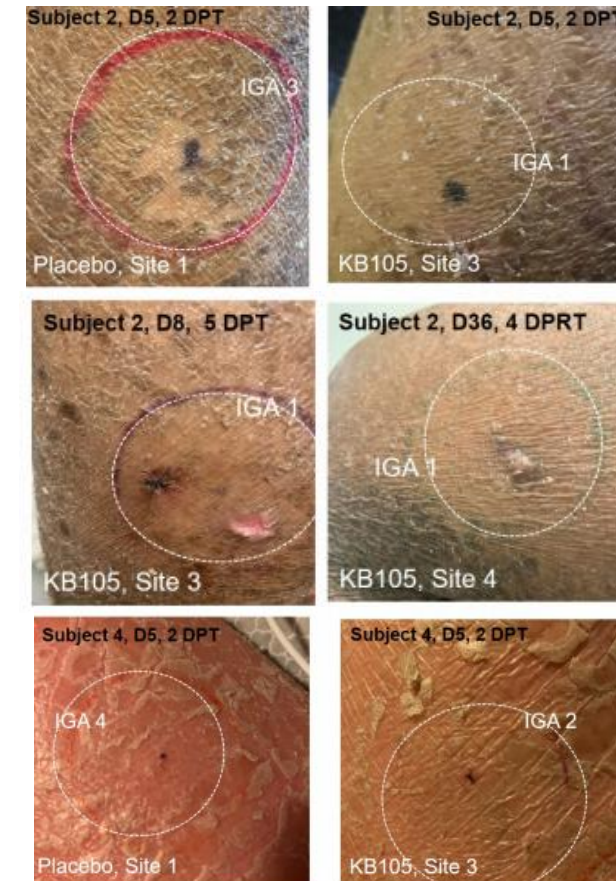 Subject 2, D5, 2 DPT
IGA 3
Placebo, Site 1
Subject 2, D5, 2 DPT
IGA 1
KB105, Site 3
Subject 2, D8, 5 DPT
IGA 1
KB105, Site 3
Subject 2, D36, 4 DPRT
IGA 1
KB105, Site 4
Subject 4, D5, 2 DPT
IGA 4
Placebo, Site 1
Subject 4, D5, 2 DPT
IGA 2
KB105, Site 3